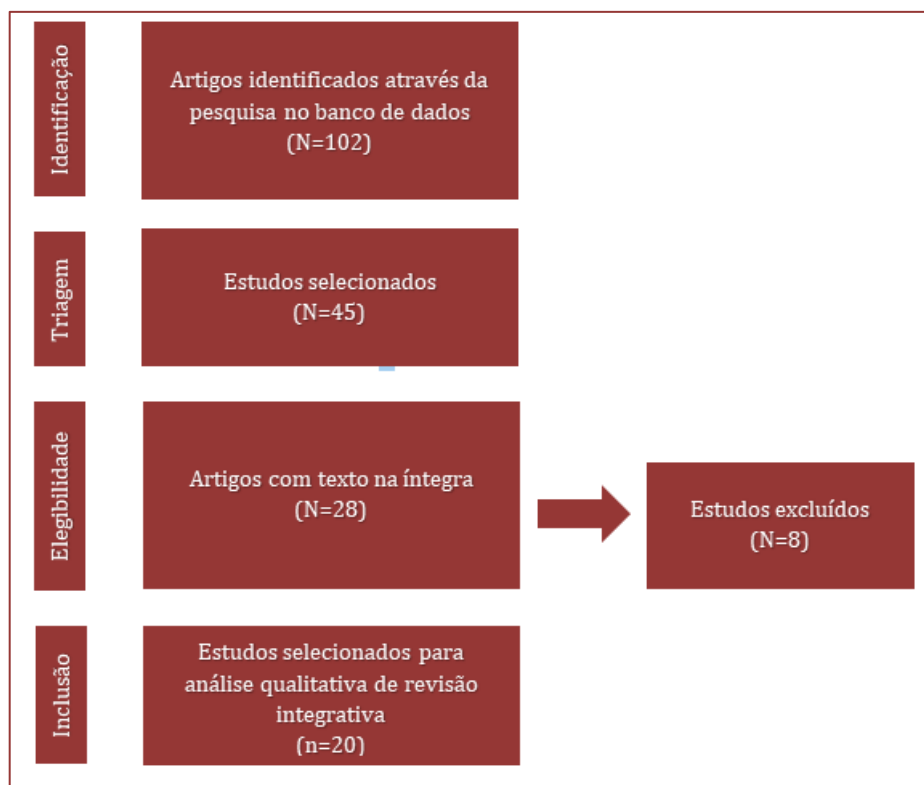 Identificação
Artigos identificados através da
pesquisa no banco de dados
(N=102)
Triagem
Estudos selecionados
(N=45)
Elegibilidade
Artigos com texto na íntegra
(N=28)
Estudos excluídos
(N=8)
Inclusão
Estudos selecionados para
análise qualitativa de revisão
integrativa
(n=20)